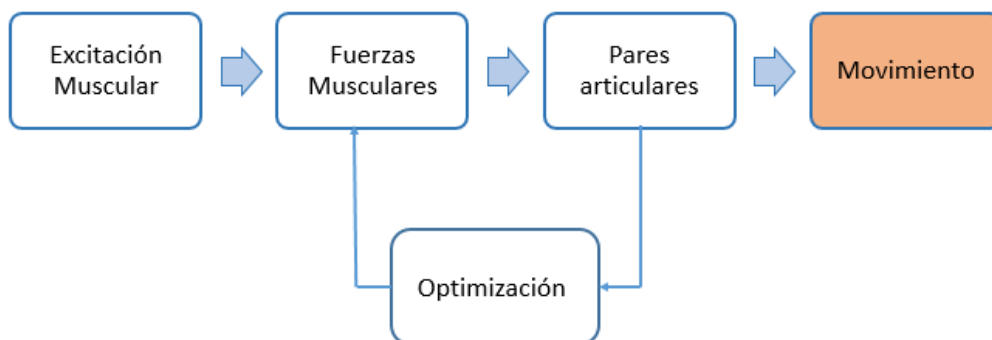 Excitación
Muscular
Fuerzas
Musculares
Pares
articulares
Movimiento
Optimización